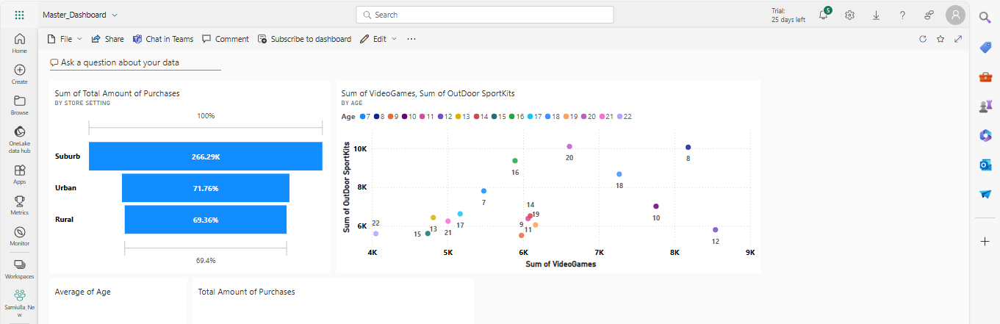 Master_Dashboard
Search
Trial:
25 days left
5
Home
Create
Browse
OneLake
data hub
Apps
Metrics
Monitor
Workspaces
Samiulla_Ne
w
File
Share
Chat in Teams
Comment
Subscribe to dashboard
Edit
Ask a question about your data
Sum of Total Amount of Purchases
BY STORE SETTING
100%
Suburb 266.29K
Urban 71.76%
Rural 69.36%
69.4%
Sum of VideoGames, Sum of OutDoor SportKits
BY AGE
Age 7 8 9 10 11 12 13 14 15 16 17 18 19 20 21 22
Sum of OutDoor SportKits
10K
8K
6K
20
8
16
18
7
14
19
10
22
13
17
9
11
15
21
12
4K 5K 6K 7K 8K 9K
Sum of VideoGames
Average of Age
Total Amount of Purchases